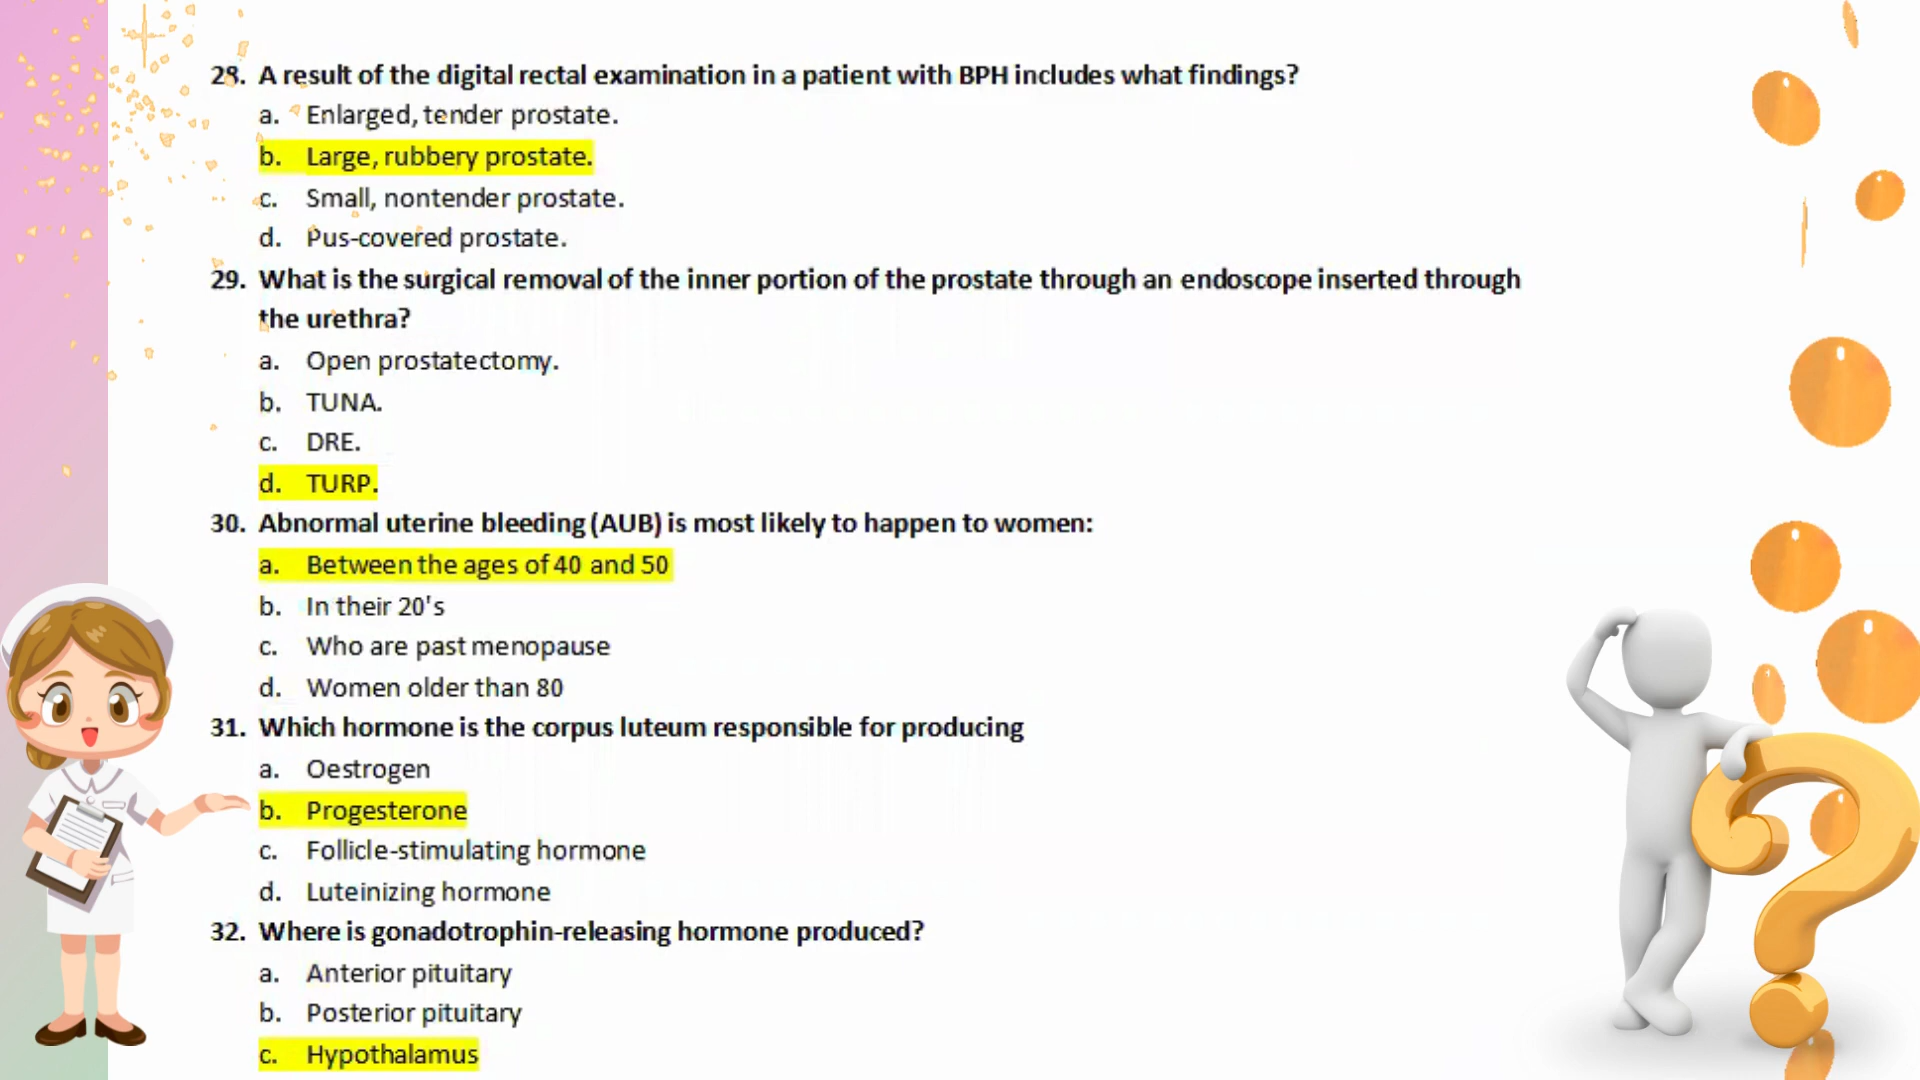 28. A result of the digital rectal examination in a patient with BPH includes what findings?
a. Enlarged, tender prostate.
b. Large, rubbery prostate.
c. Small, nontender prostate.
d. Pus-covered prostate.
29. What is the surgical removal of the inner portion of the prostate through an endoscope inserted through
the urethra?
a. Open prostatectomy.
b. TUNA.
c. DRE.
d. TURP.
30. Abnormal uterine bleeding (AUB) is most likely to happen to women:
a. Between the ages of 40 and 50
b. In their 20's
c. Who are past menopause
d. Women older than 80
31. Which hormone is the corpus luteum responsible for producing
a. Oestrogen
b. Progesterone
c. Follicle-stimulating hormone
d. Luteinizing hormone
32. Where is gonadotrophin-releasing hormone produced?
a. Anterior pituitary
b. Posterior pituitary
c. Hypothalamus